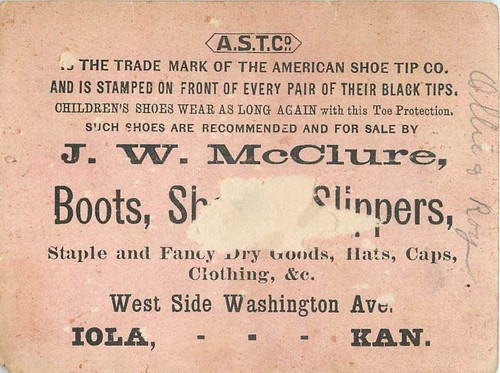 A.S.T.Co.
IS THE TRADE MARK OF THE AMERICAN SHOE TIP CO.
AND IS STAMPED ON FRONT OF EVERY PAIR OF THEIR BLACK TIPS.
CHILDREN'S SHOES WEAR AS LONG AGAIN with this Toe Protection.
SUCH SHOES ARE RECOMMENDED AND FOR SALE BY
J. W. McClure,
Boots, Sh Slippers,
Staple and Fancy Dry Goods, Hats, Caps,
Clothing, &c.
West Side Washington Ave.
IOLA, - - - KAN.
Ollie & Roy